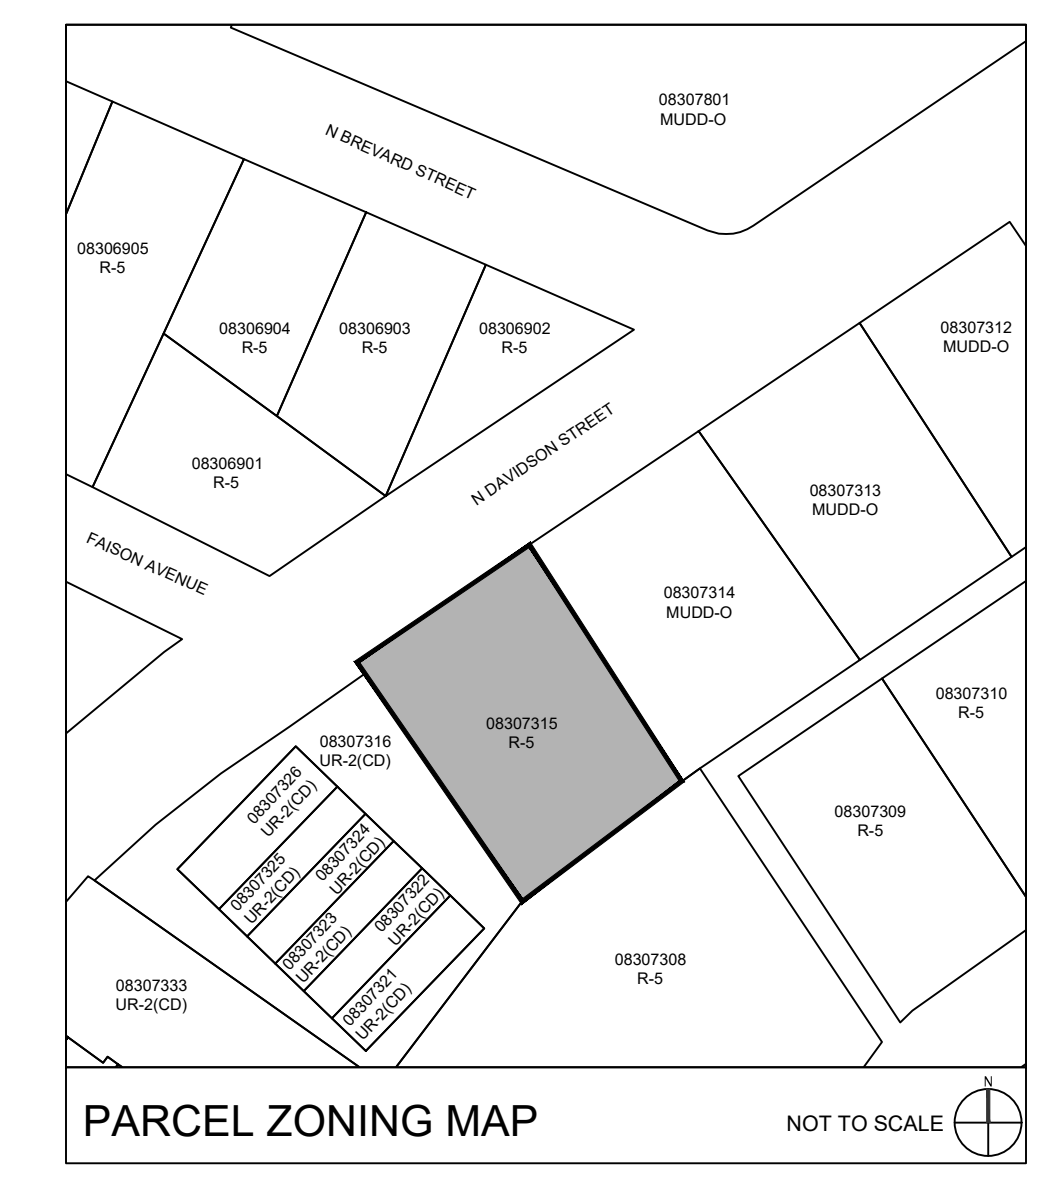 08307801
MUDD-O
N BREVARD STREET
08306905
R-5
08306904
R-5
08306903
R-5
08306902
R-5
08307312
MUDD-O
08306901
R-5
N DAVIDSON STREET
08307313
MUDD-O
FAISON AVENUE
08307314
MUDD-O
08307310
R-5
08307315
R-5
08307316
UR-2(CD)
08307326
UR-2(CD)
08307309
R-5
08307325
UR-2(CD)
08307324
UR-2(CD)
08307323
UR-2(CD)
08307322
UR-2(CD)
08307321
UR-2(CD)
08307308
R-5
08307333
UR-2(CD)
PARCEL ZONING MAP
NOT TO SCALE
N